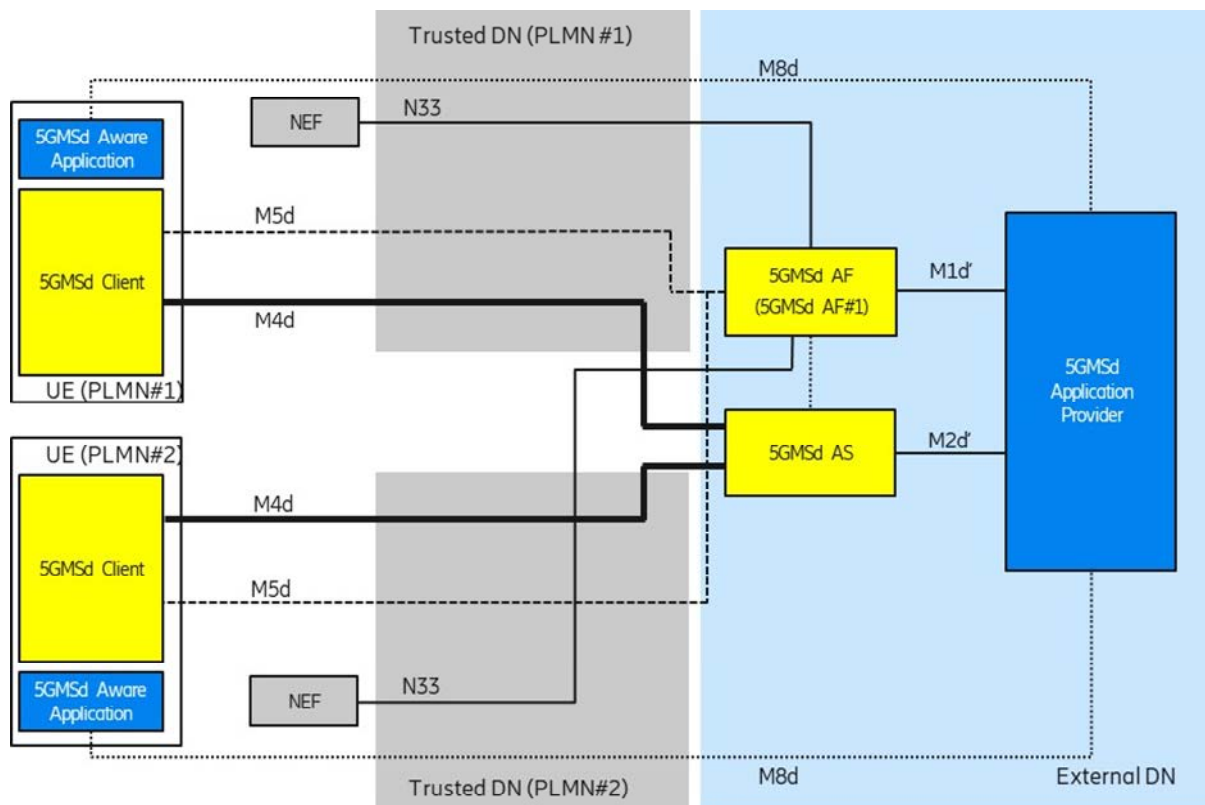 Trusted DN (PLMN #1)
M8d
NEF
N33
5GMSd Aware
Application
M5d
5GMSd Client
M4d
UE (PLMN#1)
5GMSd AF
(5GMSd AF#1)
M1d'
5GMSd
Application
Provider
5GMSd AS
M2d'
UE (PLMN#2)
M4d
5GMSd Client
M5d
5GMSd Aware
Application
NEF
N33
M8d
External DN
Trusted DN (PLMN#2)